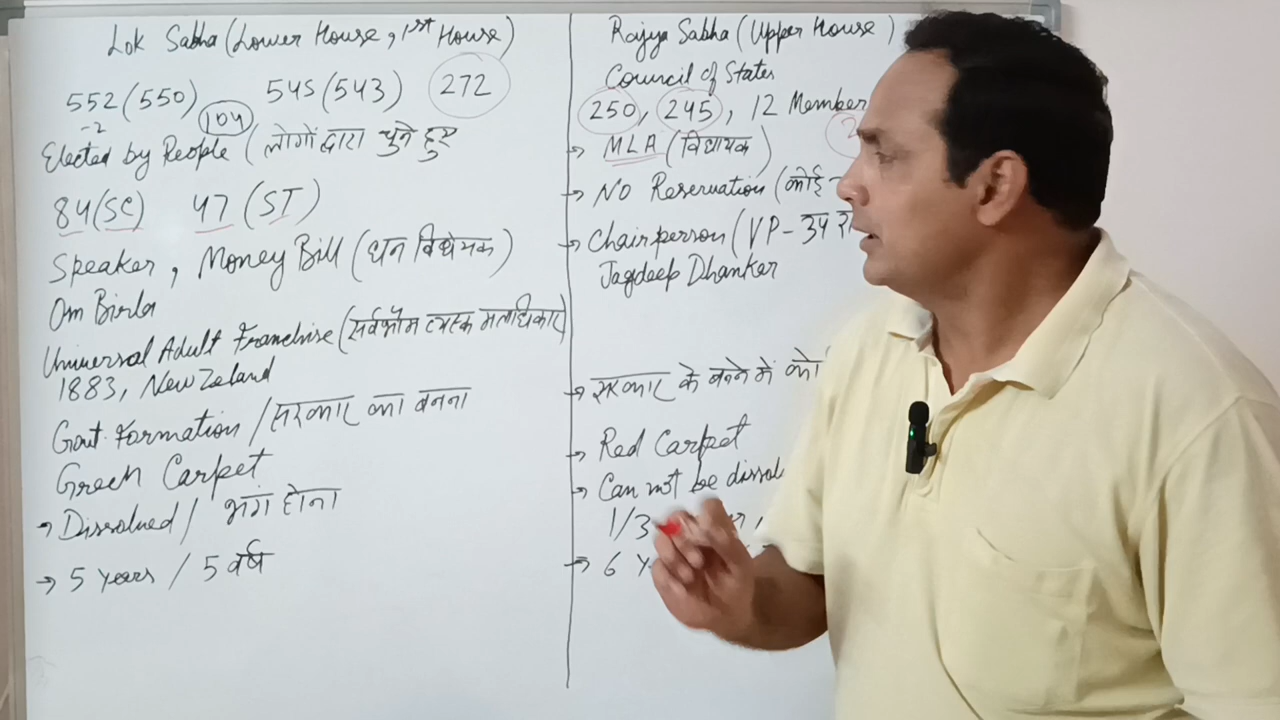 Lok Sabha (Lower House, 1st House)
552 (550) 545 (543) 272
-2 104
Elected by People (लोगों द्वारा चुने हुए
84 (SC) 47 (ST)
Speaker, Money Bill (धन विधेयक)
Om Birla
Universal Adult Franchise (सर्वभौम व्यस्क मताधिकार)
1883, New Zeland
Govt. Formation / सरकार का बनना
Green Carpet
→ Dissolved / भंग होना
→ 5 years / 5 वर्ष
Rajya Sabha (Upper House)
Council of States
250, 245, 12 Member
→ MLA (विधायक)
→ NO Reservation (कोई
→ Chairperson (VP - उप रा
Jagdeep Dhanker
→ सरकार के बनने में को
→ Red Carpet
→ Can not be dissol
1/3
→ 6 Y